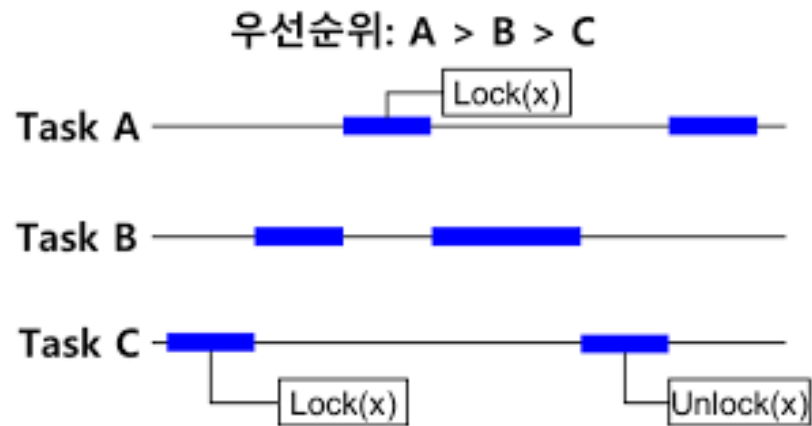 우선순위: A > B > C
Lock(x)
Task A
Task B
Task C
Lock(x)
Unlock(x)